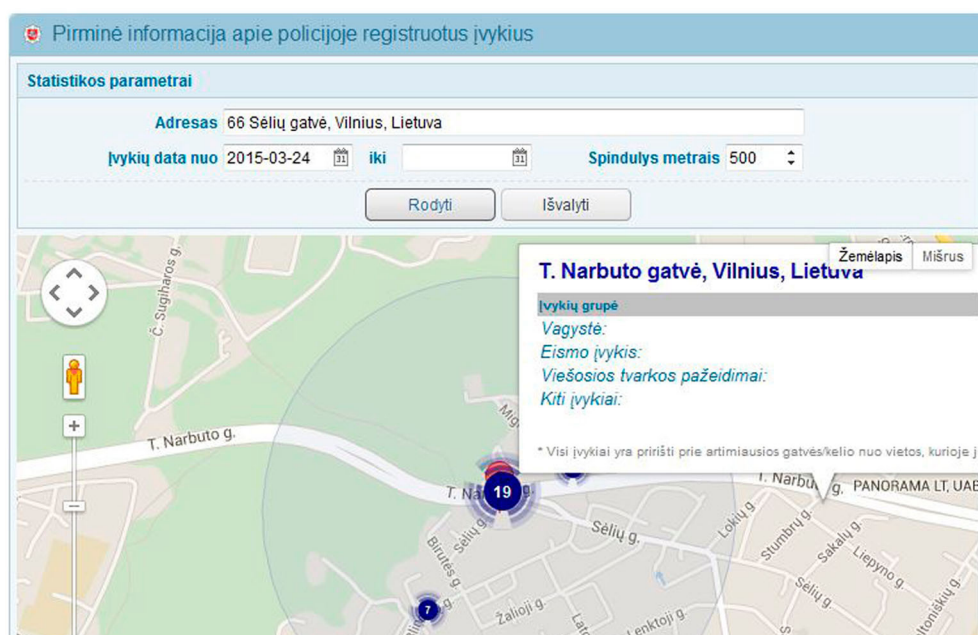 Pirminė informacija apie policijoje registruotus įvykius
Statistikos parametrai
Adresas 66 Sėlių gatvė, Vilnius, Lietuva
Įvykių data nuo 2015-03-24 31 iki 31 Spindulys metrais 500
Rodyti Išvalyti
Žemėlapis Mišrus
T. Narbuto gatvė, Vilnius, Lietuva
Įvykių grupė
Vagystė:
Eismo įvykis:
Viešosios tvarkos pažeidimai:
Kiti įvykiai:
* Visi įvykiai yra pririšti prie artimiausios gatvės/kelio nuo vietos, kurioje j
Č. Sugiharos g.
T. Narbuto g.
19
g.
PANORAMA LT, UAB
Sėlių g.
Sėlių g.
Birutės g.
Lokių g.
Stumbrų g.
Sakalų g.
Liepyno g.
Sėlių g.
7
Žalioji g.